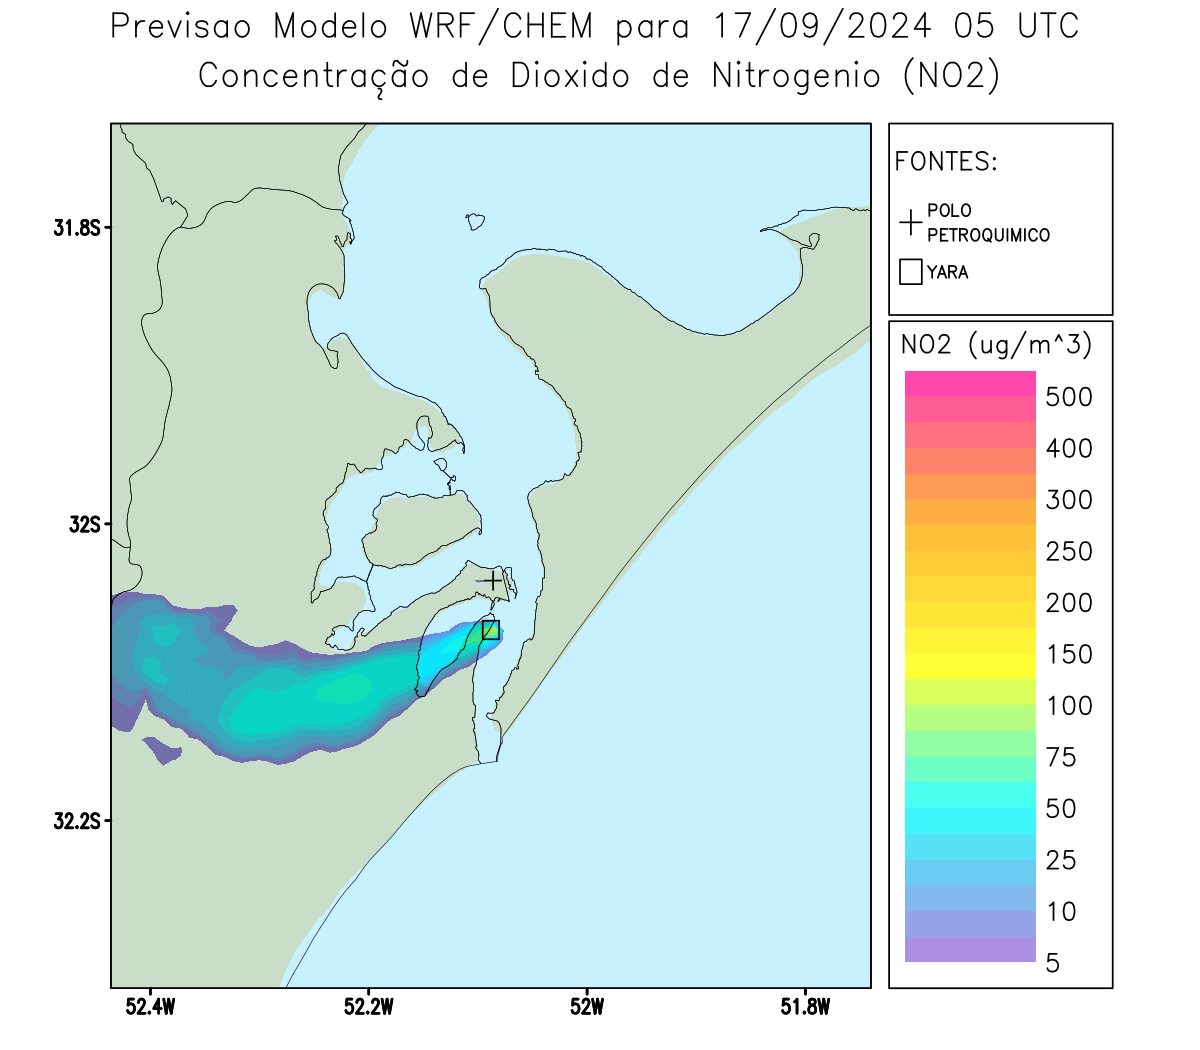 Previsao Modelo WRF/CHEM para 17/09/2024 05 UTC
Concentração de Dioxido de Nitrogenio (NO2)
FONTES:
POLO
PETROQUIMICO
YARA
NO2 (ug/m^3)
500
400
300
250
200
150
100
75
50
25
10
5
31.8S
32S
32.2S
52.4W
52.2W
52W
51.8W